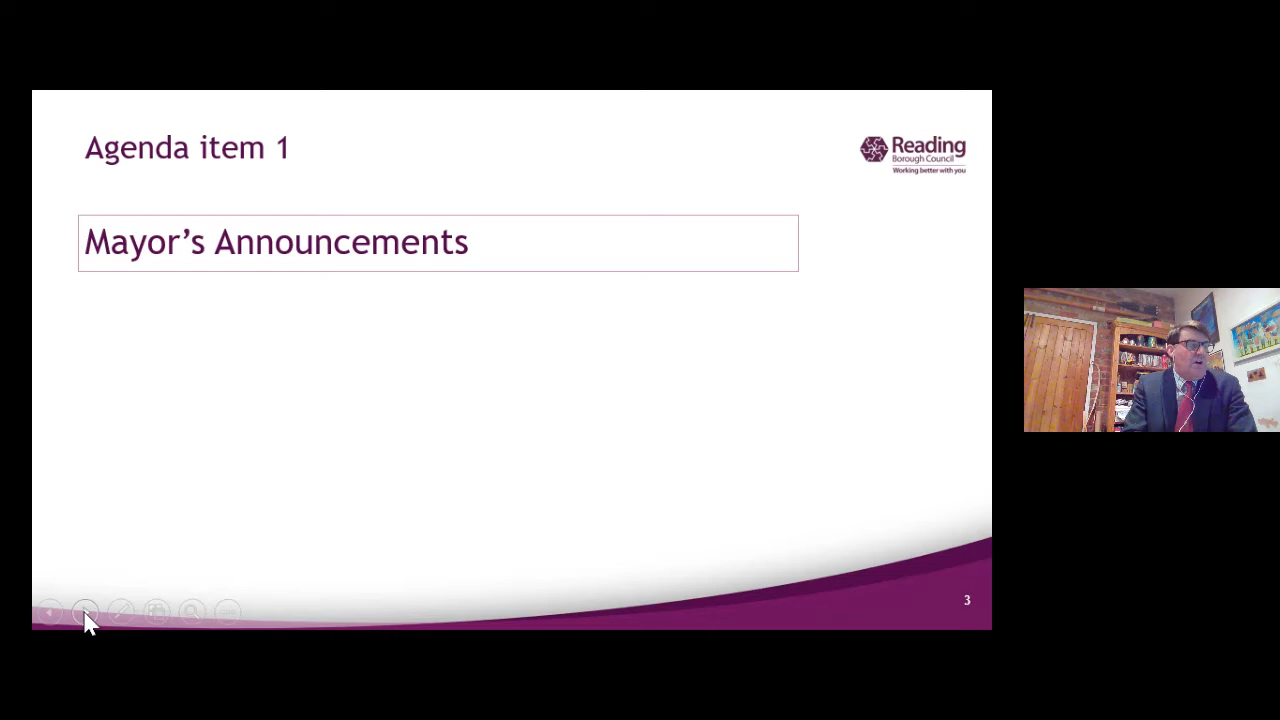 Agenda item 1
Reading
Borough Council
Working better with you
Mayor's Announcements
3